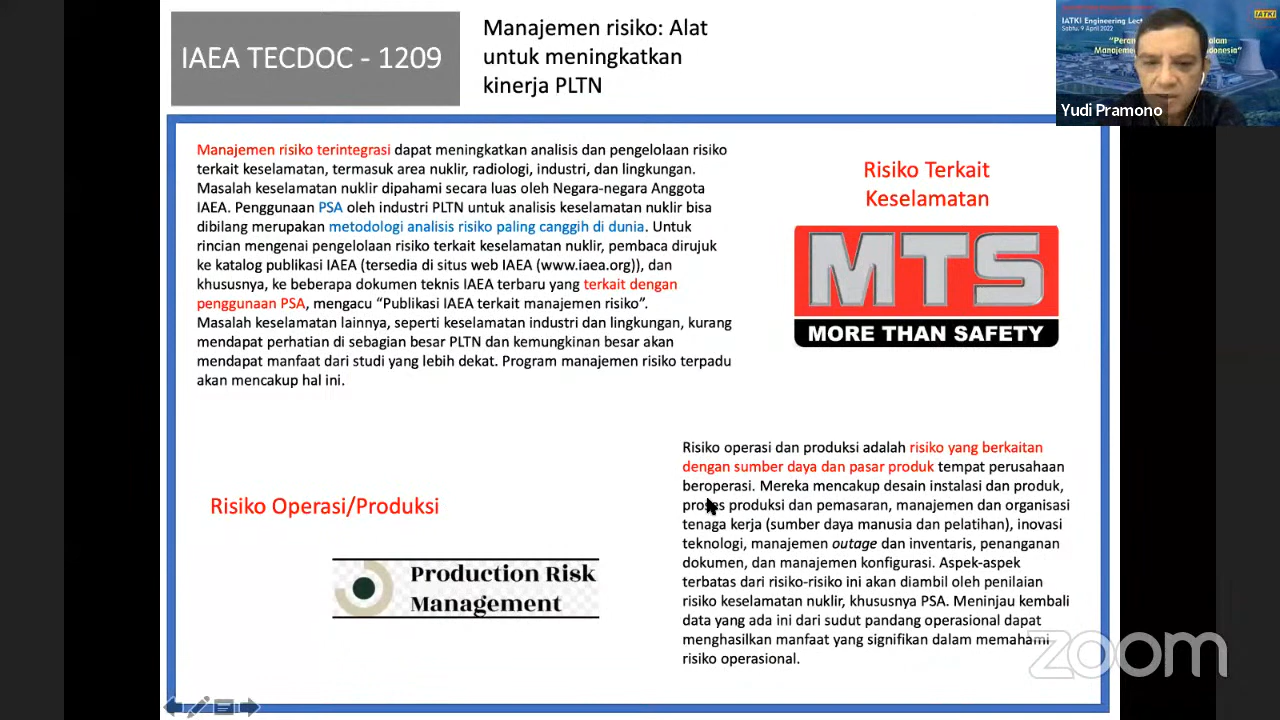 IAEA TECDOC - 1209
Manajemen risiko: Alat
untuk meningkatkan
kinerja PLTN
IATKI Engineering Lect
Sabtu, 9 April 2022
IATKI
Yudi Pramono
Manajemen risiko terintegrasi dapat meningkatkan analisis dan pengelolaan risiko
terkait keselamatan, termasuk area nuklir, radiologi, industri, dan lingkungan.
Masalah keselamatan nuklir dipahami secara luas oleh Negara-negara Anggota
IAEA. Penggunaan PSA oleh industri PLTN untuk analisis keselamatan nuklir bisa
dibilang merupakan metodologi analisis risiko paling canggih di dunia. Untuk
rincian mengenai pengelolaan risiko terkait keselamatan nuklir, pembaca dirujuk
ke katalog publikasi IAEA (tersedia di situs web IAEA (www.iaea.org)), dan
khususnya, ke beberapa dokumen teknis IAEA terbaru yang terkait dengan
penggunaan PSA, mengacu “Publikasi IAEA terkait manajemen risiko”.
Masalah keselamatan lainnya, seperti keselamatan industri dan lingkungan, kurang
mendapat perhatian di sebagian besar PLTN dan kemungkinan besar akan
mendapat manfaat dari studi yang lebih dekat. Program manajemen risiko terpadu
akan mencakup hal ini.
Risiko Terkait
Keselamatan
MTS
MORE THAN SAFETY
Risiko Operasi/Produksi
Production Risk
Management
Risiko operasi dan produksi adalah risiko yang berkaitan
dengan sumber daya dan pasar produk tempat perusahaan
beroperasi. Mereka mencakup desain instalasi dan produk,
proses produksi dan pemasaran, manajemen dan organisasi
tenaga kerja (sumber daya manusia dan pelatihan), inovasi
teknologi, manajemen outage dan inventaris, penanganan
dokumen, dan manajemen konfigurasi. Aspek-aspek
terbatas dari risiko-risiko ini akan diambil oleh penilaian
risiko keselamatan nuklir, khususnya PSA. Meninjau kembali
data yang ada ini dari sudut pandang operasional dapat
menghasilkan manfaat yang signifikan dalam memahami
risiko operasional.
zoom